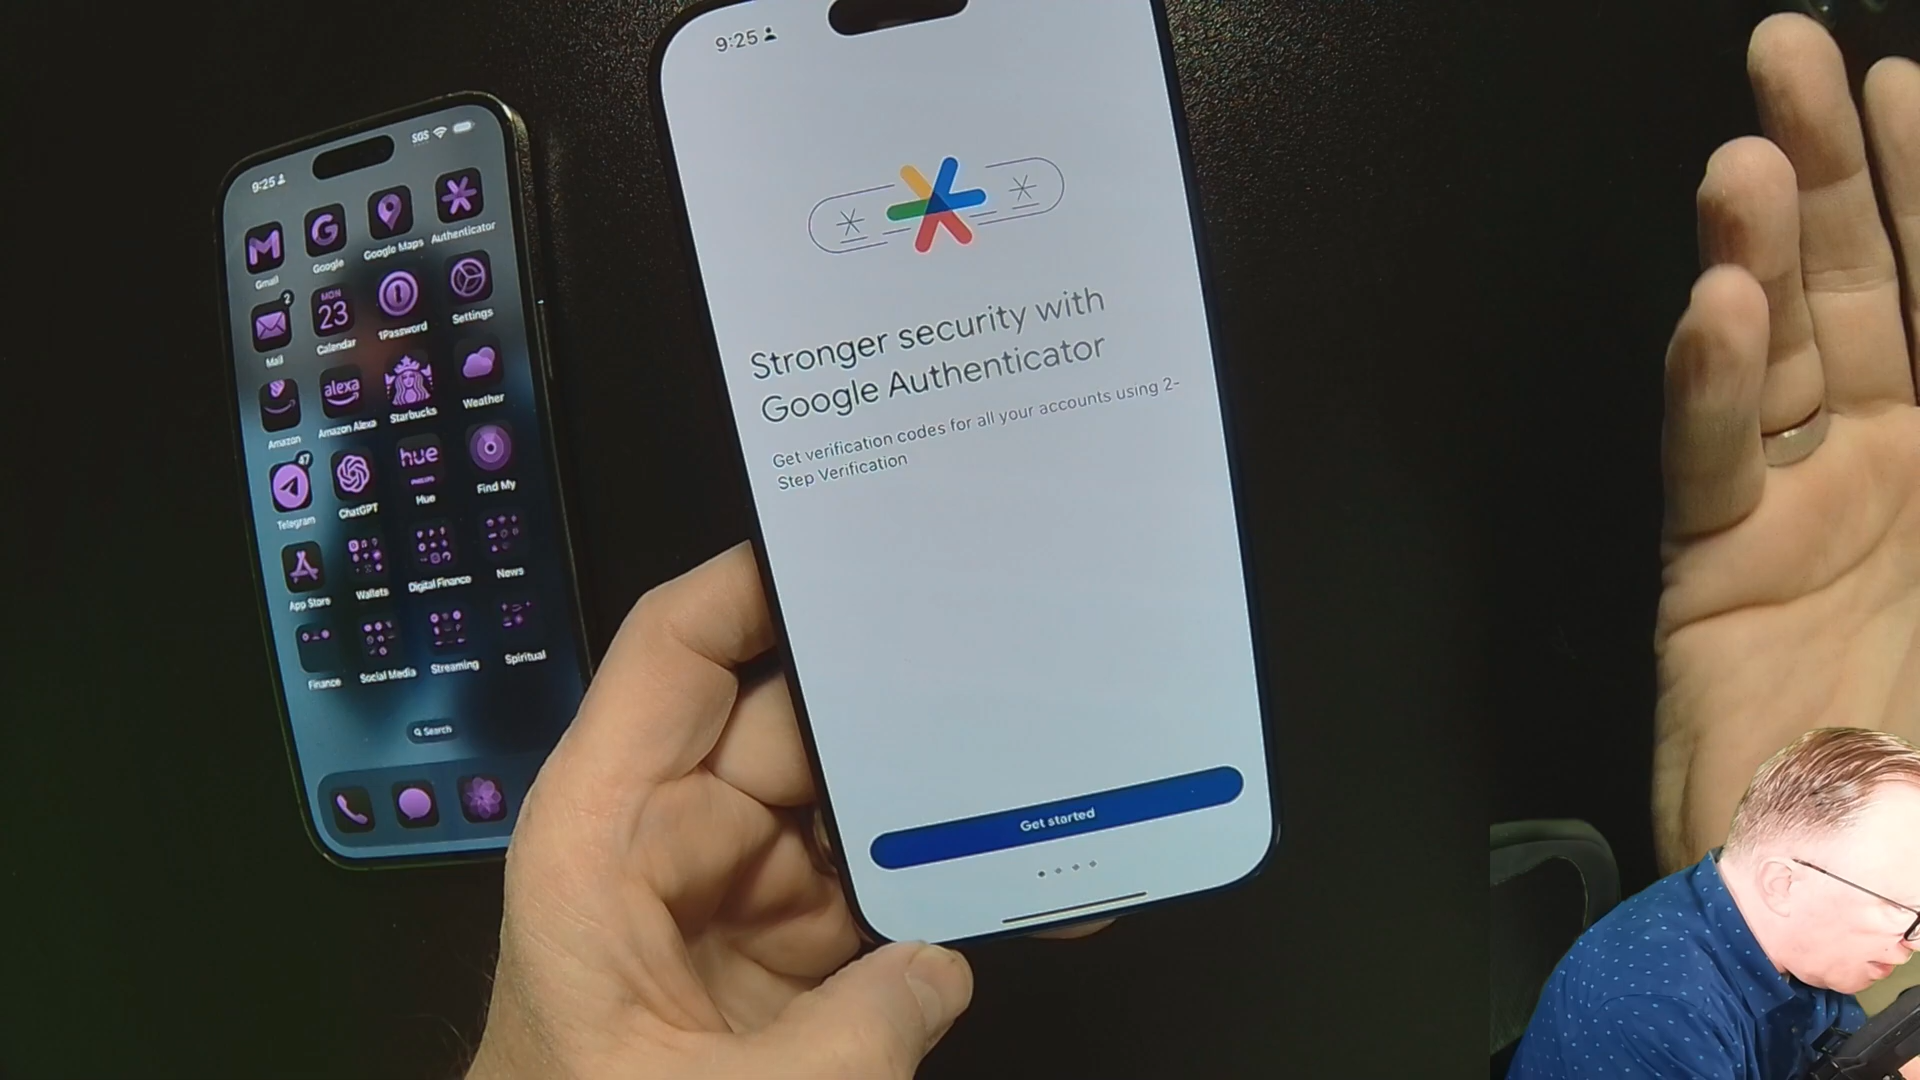 9:25
SOS
Gmail
Google
Google Maps
Authenticator
2
Mail
MON
23
Calendar
1Password
Settings
Amazon
alexa
Amazon Alexa
Starbucks
Weather
47
Telegram
ChatGPT
hue
Hue
Find My
App Store
Wallets
Digital Finance
News
Finance
Social Media
Streaming
Spiritual
Search
9:25
Stronger security with
Google Authenticator
Get verification codes for all your accounts using 2-
Step Verification
Get started